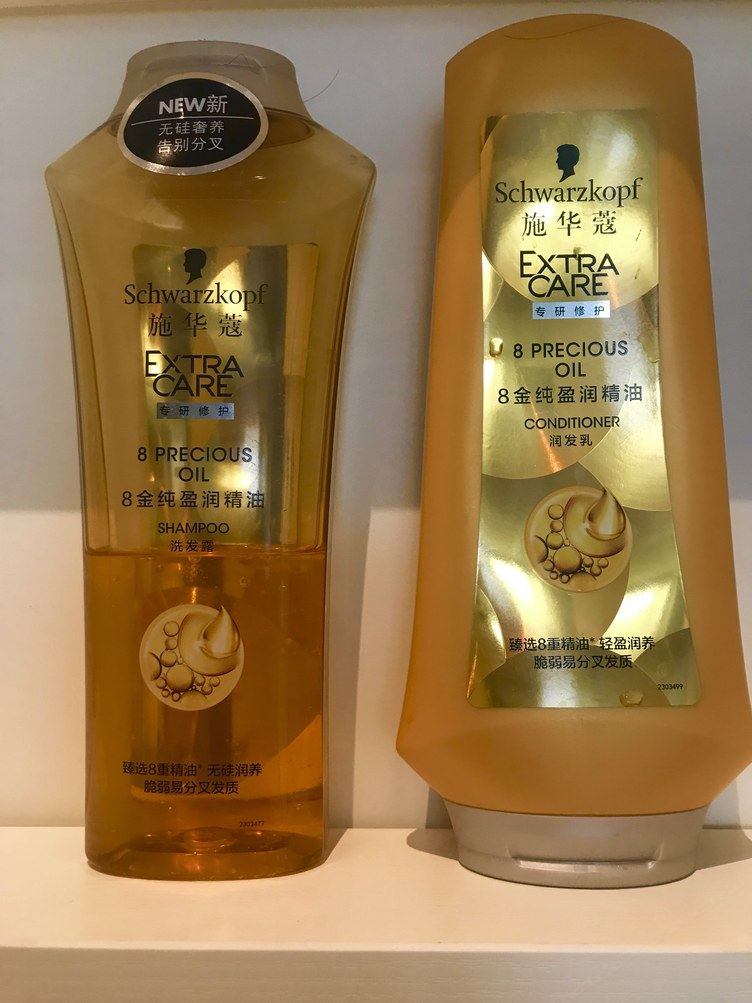 NEW新
无硅奢养
告别分叉
Schwarzkopf
施华蔻
EXTRA
CARE
专研修护
8 PRECIOUS
OIL
8金纯盈润精油
SHAMPOO
洗发露
臻选8重精油* 无硅润养
脆弱易分叉发质
2303477
Schwarzkopf
施华蔻
EXTRA
CARE
专研修护
8 PRECIOUS
OIL
8金纯盈润精油
CONDITIONER
润发乳
臻选8重精油* 轻盈润养
脆弱易分叉发质
2303499